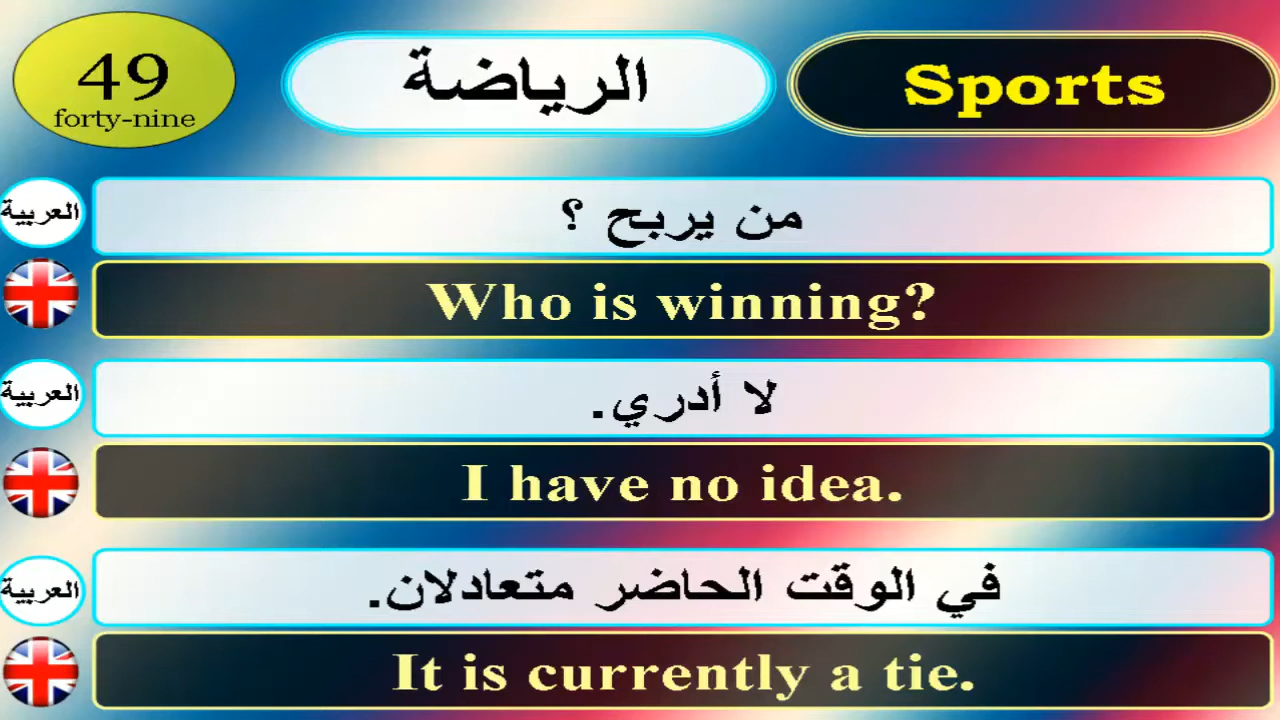 49
forty-nine
الرياضة
Sports
العربية
من يربح ؟
Who is winning?
العربية
لا أدري.
I have no idea.
العربية
في الوقت الحاضر متعادلان.
It is currently a tie.